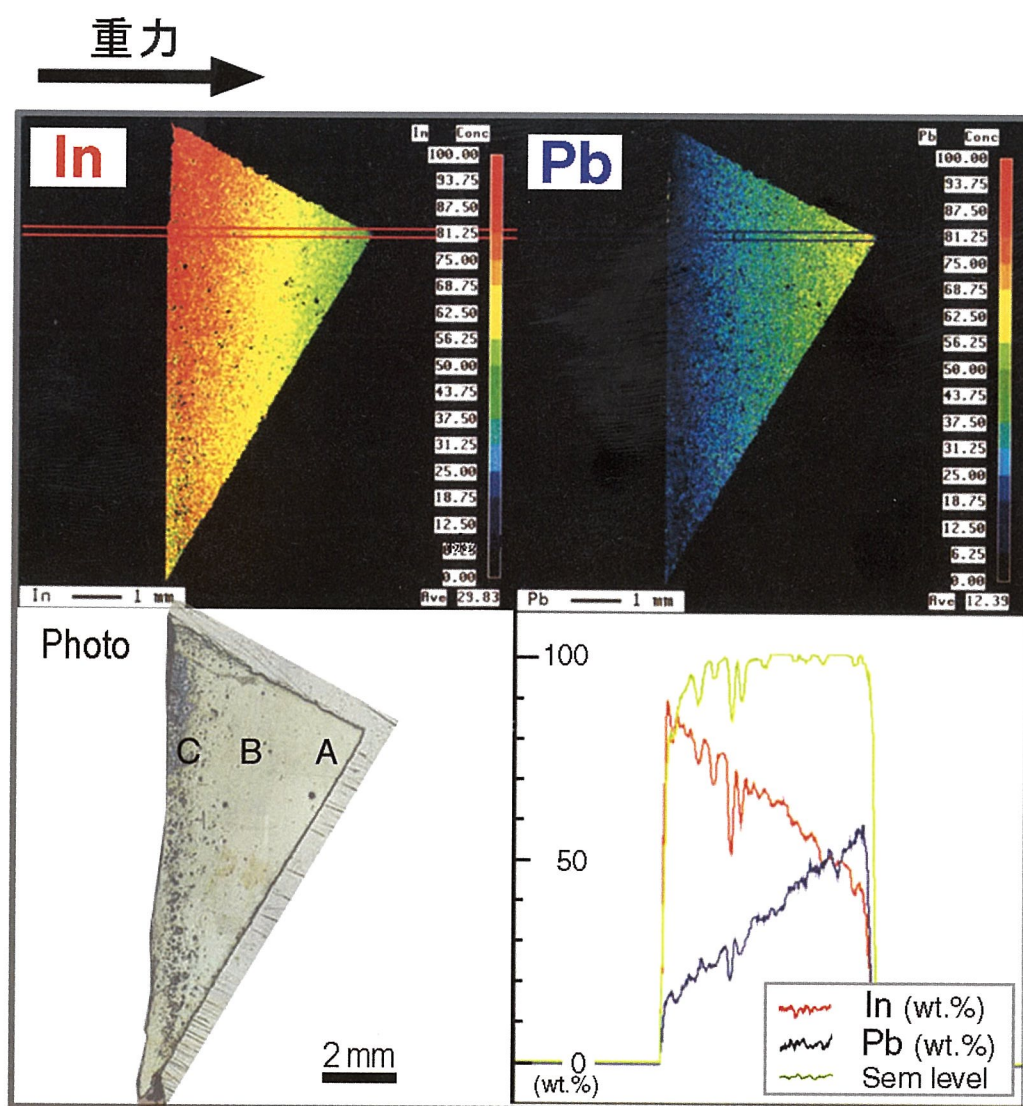 重力
In
In Conc
100.00
93.75
87.50
81.25
75.00
68.75
62.50
56.25
50.00
43.75
37.50
31.25
25.00
18.75
12.50
0.00
In 1 mm
Ave 29.83
Pb
Pb Conc
100.00
93.75
87.50
81.25
75.00
68.75
62.50
56.25
50.00
43.75
37.50
31.25
25.00
18.75
12.50
6.25
0.00
Pb 1 mm
Ave 12.39
Photo
C B A
2 mm
100
50
0
(wt.%)
In (wt.%)
Pb (wt.%)
Sem level